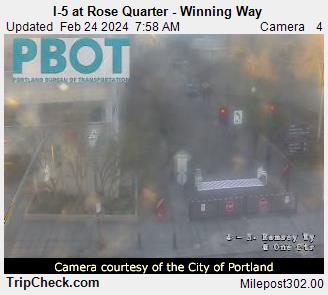 I-5 at Rose Quarter - Winning Way
Updated Feb 24 2024 7:58 AM Camera 4
PBOT
PORTLAND BUREAU OF TRANSPORTATION
Camera courtesy of the City of Portland
TripCheck.com Milepost302.00